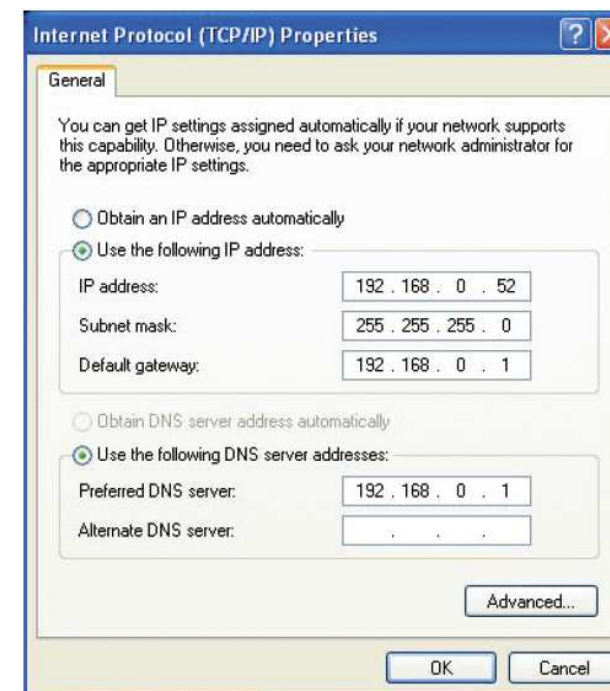 Internet Protocol (TCP/IP) Properties
?
General
You can get IP settings assigned automatically if your network supports
this capability. Otherwise, you need to ask your network administrator for
the appropriate IP settings.
Obtain an IP address automatically
Use the following IP address:
IP address: 192 . 168 . 0 . 52
Subnet mask: 255 . 255 . 255 . 0
Default gateway: 192 . 168 . 0 . 1
Obtain DNS server address automatically
Use the following DNS server addresses:
Preferred DNS server: 192 . 168 . 0 . 1
Alternate DNS server: . . .
Advanced...
OK Cancel